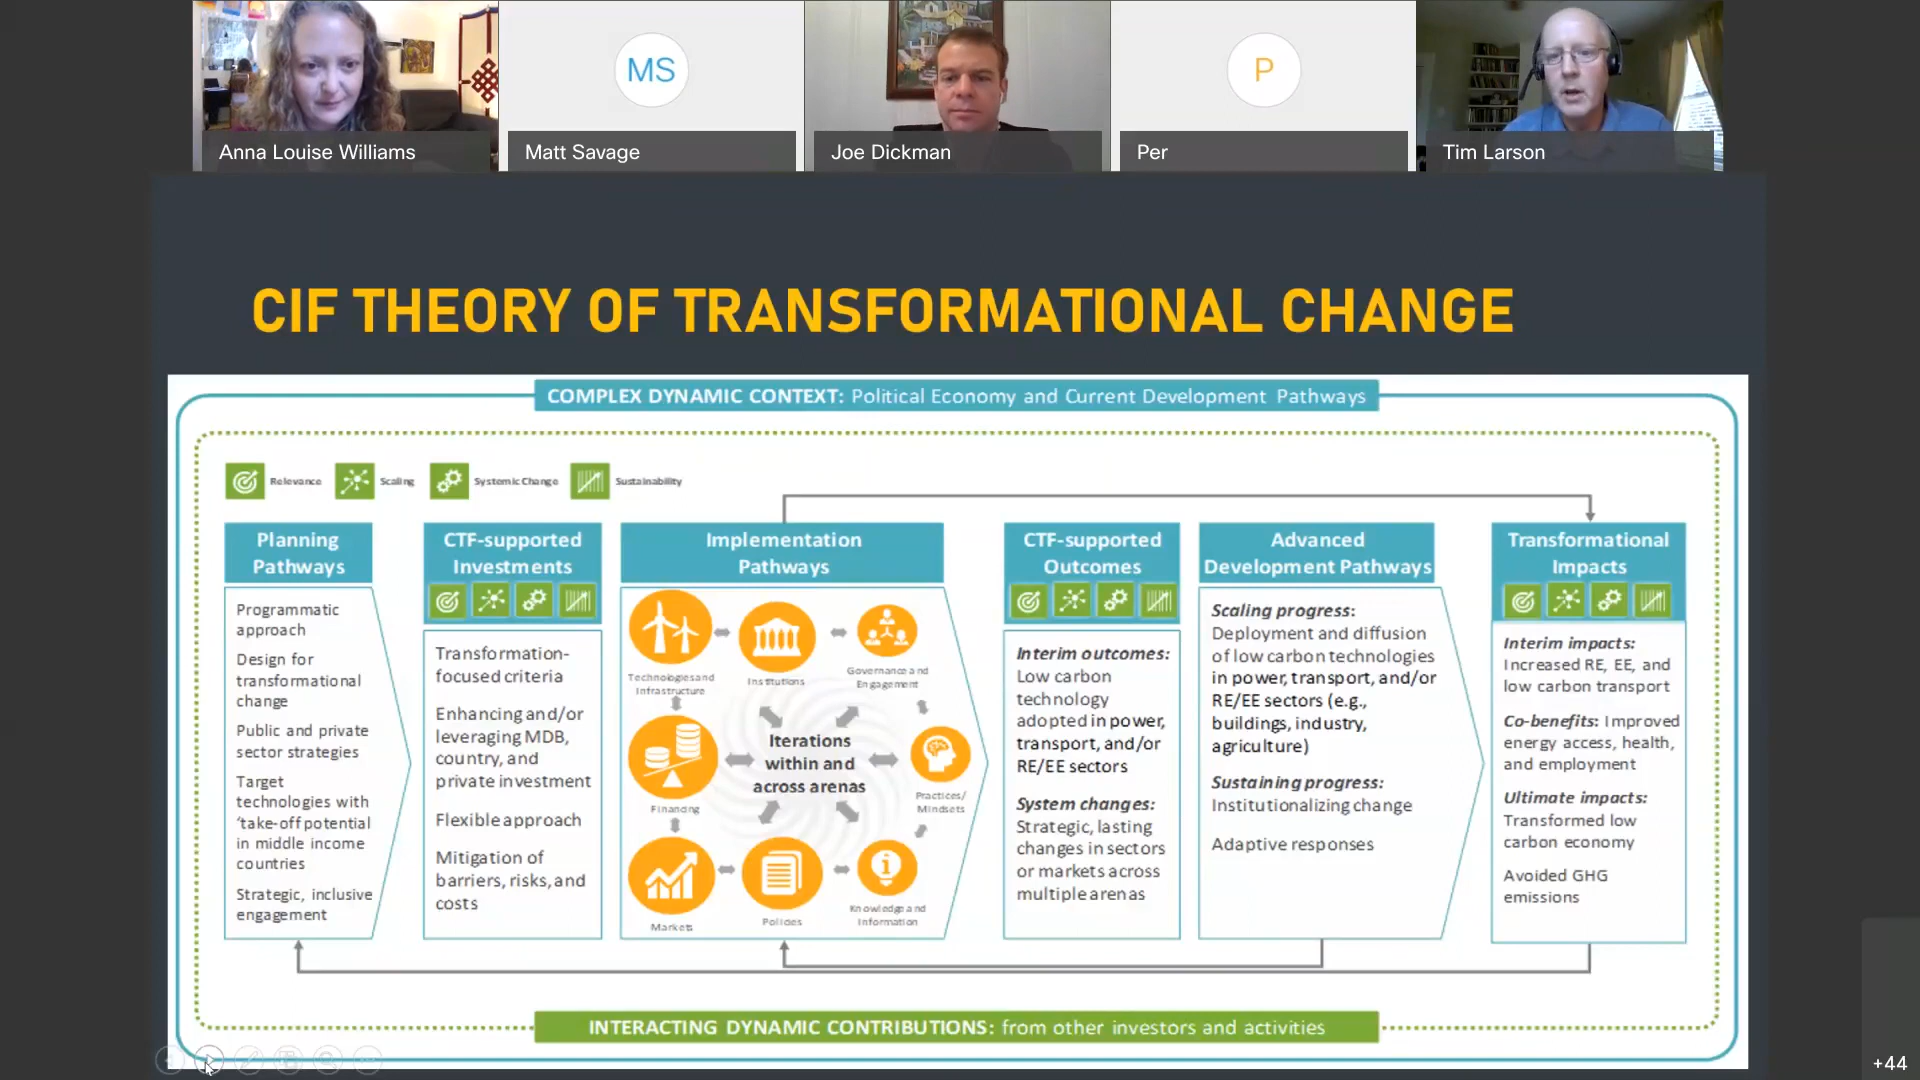 MS
P
Anna Louise Williams
Matt Savage
Joe Dickman
Per
Tim Larson
CIF THEORY OF TRANSFORMATIONAL CHANGE
COMPLEX DYNAMIC CONTEXT: Political Economy and Current Development Pathways
Relevance
Scaling
Systemic Change
Sustainability
Planning
Pathways
Programmatic
approach
Design for
transformational
change
Public and private
sector strategies
Target
technologies with
‘take-off potential
in middle income
countries
Strategic, inclusive
engagement
CTF-supported
Investments
Transformation-
focused criteria
Enhancing and/or
leveraging MDB,
country, and
private investment
Flexible approach
Mitigation of
barriers, risks, and
costs
Implementation
Pathways
Technologies and
Infrastructure
Institutions
Governance and
Engagement
Iterations
within and
across arenas
Financing
Practices/
Mindsets
Markets
Policies
Knowledge and
Information
CTF-supported
Outcomes
Interim outcomes:
Low carbon
technology
adopted in power,
transport, and/or
RE/EE sectors
System changes:
Strategic, lasting
changes in sectors
or markets across
multiple arenas
Advanced
Development Pathways
Scaling progress:
Deployment and diffusion
of low carbon technologies
in power, transport, and/or
RE/EE sectors (e.g.,
buildings, industry,
agriculture)
Sustaining progress:
Institutionalizing change
Adaptive responses
Transformational
Impacts
Interim impacts:
Increased RE, EE, and
low carbon transport
Co-benefits: Improved
energy access, health,
and employment
Ultimate impacts:
Transformed low
carbon economy
Avoided GHG
emissions
INTERACTING DYNAMIC CONTRIBUTIONS: from other investors and activities
+44